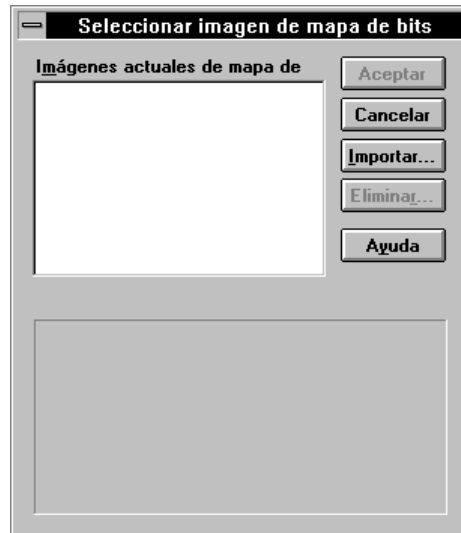 Seleccionar imagen de mapa de bits
Imágenes actuales de mapa de
Aceptar
Cancelar
Importar...
Eliminar...
Ayuda